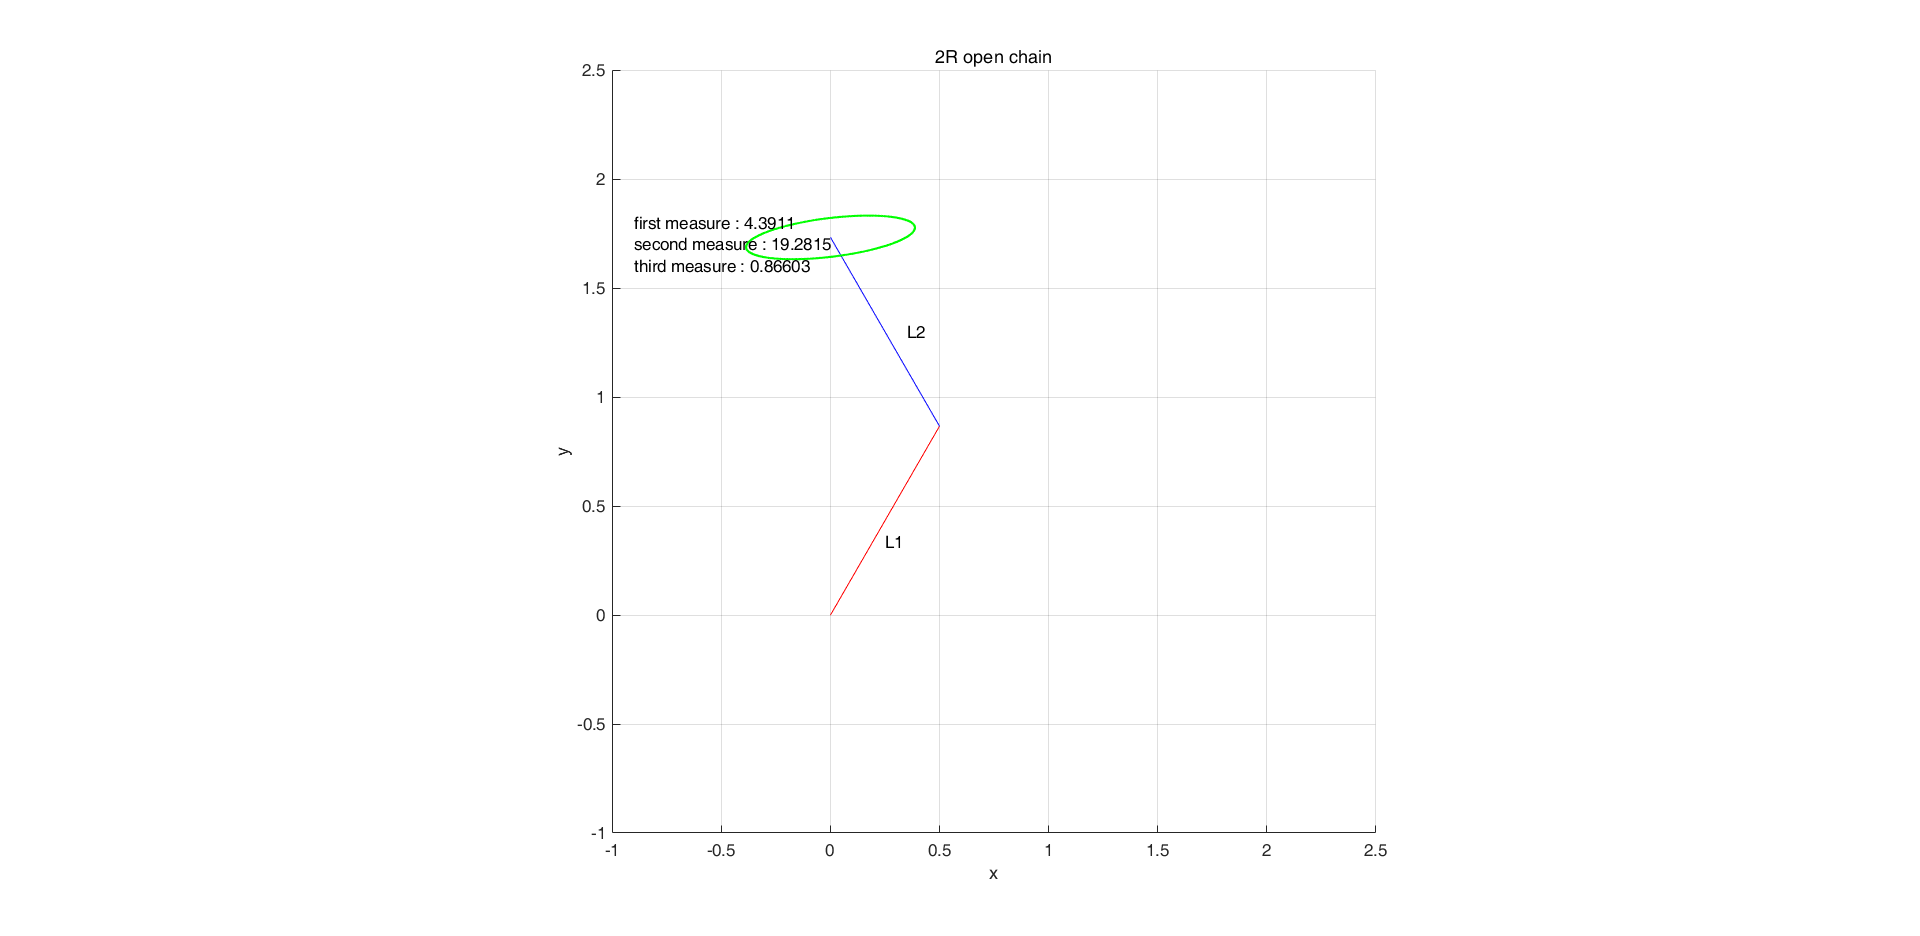 2R open chain
2.5
2
first measure : 4.3911
second measure : 19.2815
third measure : 0.86603
1.5
L2
1
y
0.5
L1
0
-0.5
-1
-1 -0.5 0 0.5 1 1.5 2 2.5
x